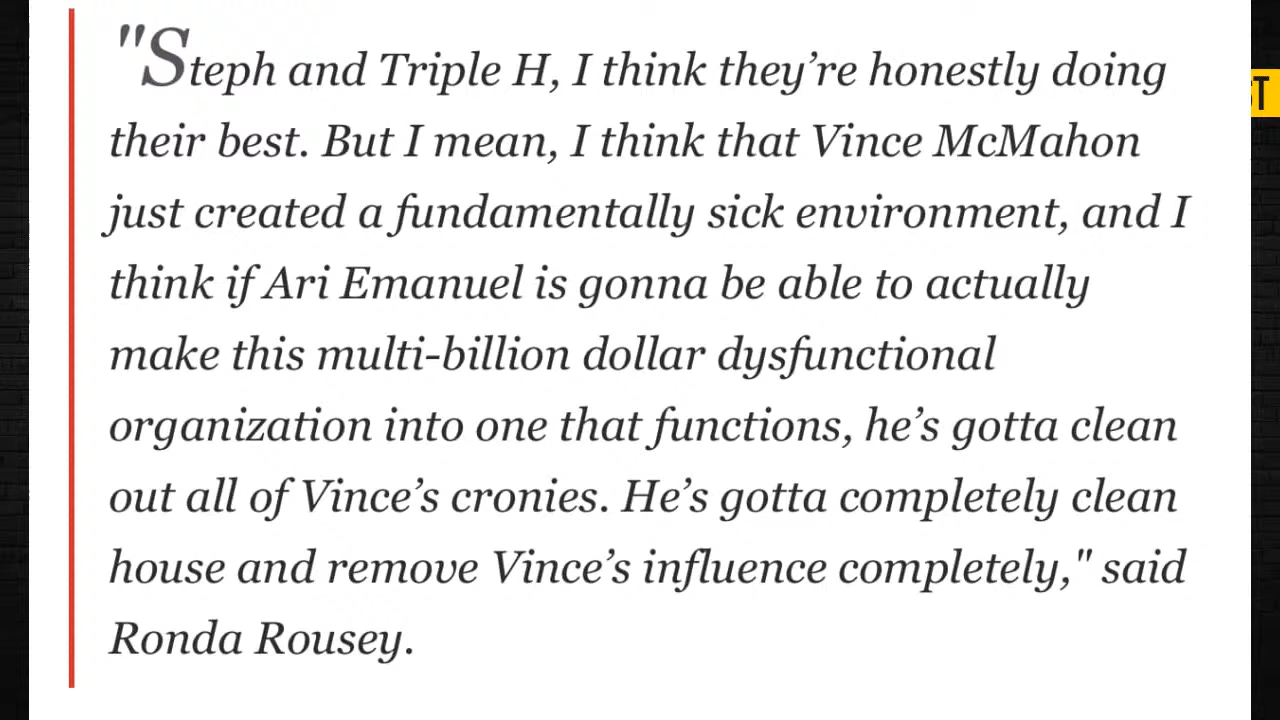 "Steph and Triple H, I think they’re honestly doing
their best. But I mean, I think that Vince McMahon
just created a fundamentally sick environment, and I
think if Ari Emanuel is gonna be able to actually
make this multi-billion dollar dysfunctional
organization into one that functions, he’s gotta clean
out all of Vince’s cronies. He’s gotta completely clean
house and remove Vince’s influence completely," said
Ronda Rousey.